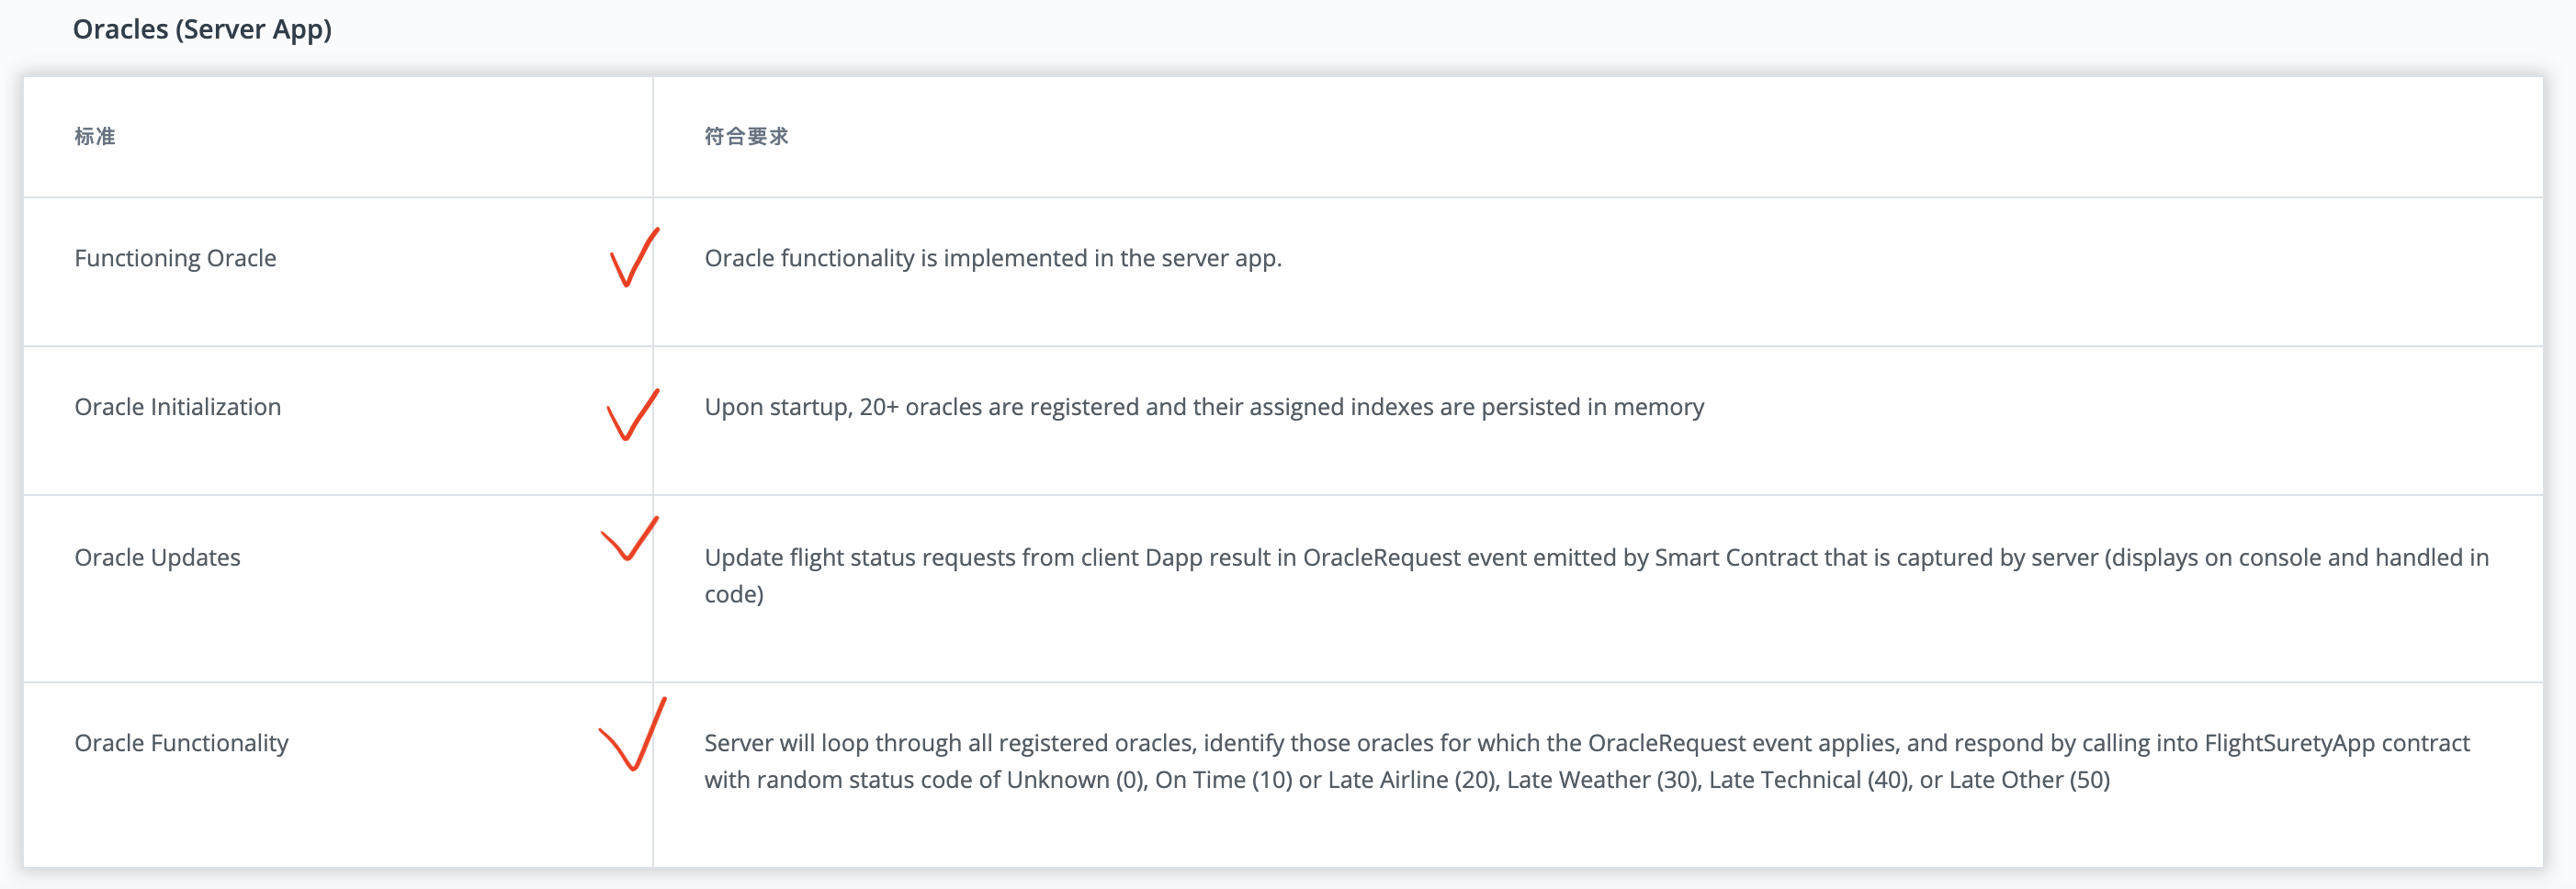 Oracles (Server App)
标准
符合要求
Functioning Oracle
Oracle functionality is implemented in the server app.
Oracle Initialization
Upon startup, 20+ oracles are registered and their assigned indexes are persisted in memory
Oracle Updates
Update flight status requests from client Dapp result in OracleRequest event emitted by Smart Contract that is captured by server (displays on console and handled in
code)
Oracle Functionality
Server will loop through all registered oracles, identify those oracles for which the OracleRequest event applies, and respond by calling into FlightSuretyApp contract
with random status code of Unknown (0), On Time (10) or Late Airline (20), Late Weather (30), Late Technical (40), or Late Other (50)